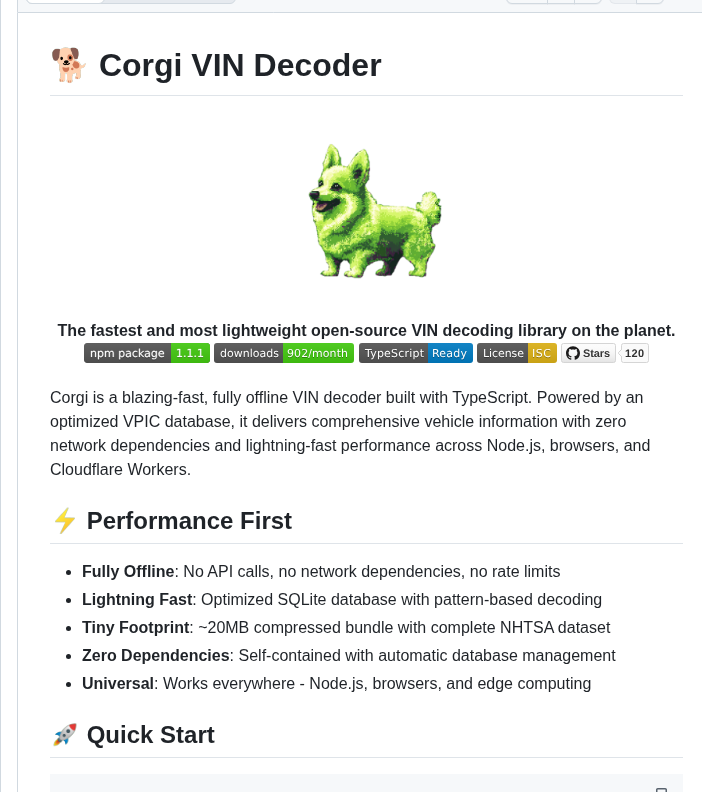 🐕 Corgi VIN Decoder
The fastest and most lightweight open-source VIN decoding library on the planet.
npm package 1.1.1 downloads 902/month TypeScript Ready License ISC Stars 120
Corgi is a blazing-fast, fully offline VIN decoder built with TypeScript. Powered by an
optimized VPIC database, it delivers comprehensive vehicle information with zero
network dependencies and lightning-fast performance across Node.js, browsers, and
Cloudflare Workers.
⚡ Performance First
• Fully Offline: No API calls, no network dependencies, no rate limits
• Lightning Fast: Optimized SQLite database with pattern-based decoding
• Tiny Footprint: ~20MB compressed bundle with complete NHTSA dataset
• Zero Dependencies: Self-contained with automatic database management
• Universal: Works everywhere - Node.js, browsers, and edge computing
🚀 Quick Start